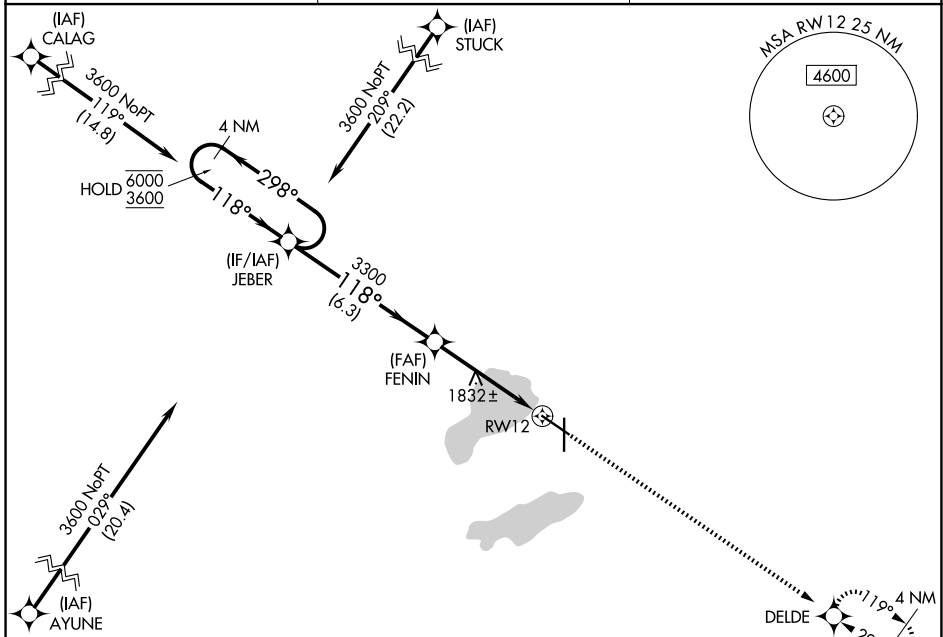 (IAF)
CALAG
3600 NoPT
119°
(14.8)
(IAF)
STUCK
3600 NoPT
209°
(22.2)
MSA RW12 25 NM
4600
4 NM
HOLD
6000
3600
298°
118°
(IF/IAF)
JEBER
3300
118°
(6.3)
(FAF)
FENIN
1832±
RW12
3600 NoPT
029°
(20.4)
(IAF)
AYUNE
DELDE
119°
4 NM